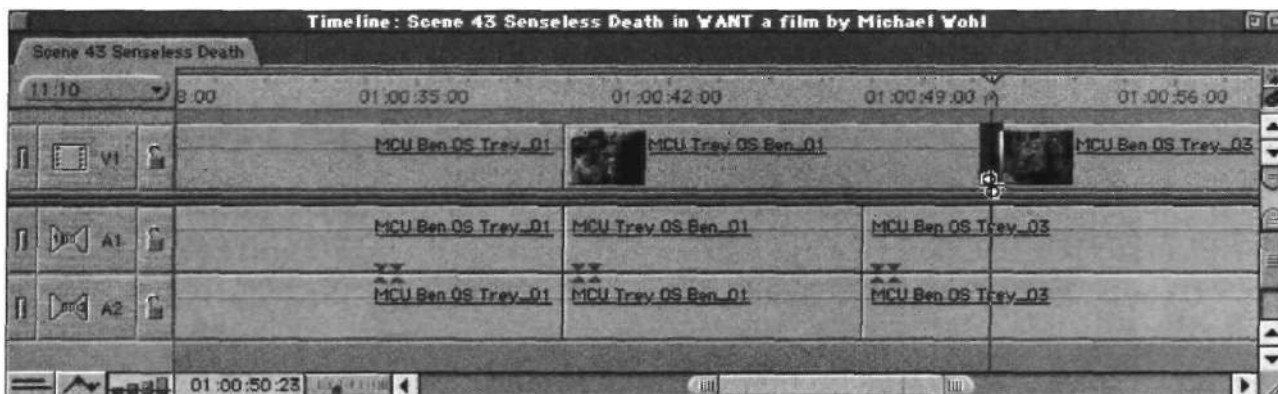 Timeline: Scene 43 Senseless Death in WANT a film by Michael Wohl
Scene 43 Senseless Death
11:10
8:00 01:00:35:00 01:00:42:00 01:00:49:00 01:00:56:00
V1 MCU Ben OS Trey_01 MCU Trey OS Ben_01 MCU Ben OS Trey_03
A1 MCU Ben OS Trey_01 MCU Trey OS Ben_01 MCU Ben OS Trey_03
A2 MCU Ben OS Trey_01 MCU Trey OS Ben_01 MCU Ben OS Trey_03
01:00:50:23